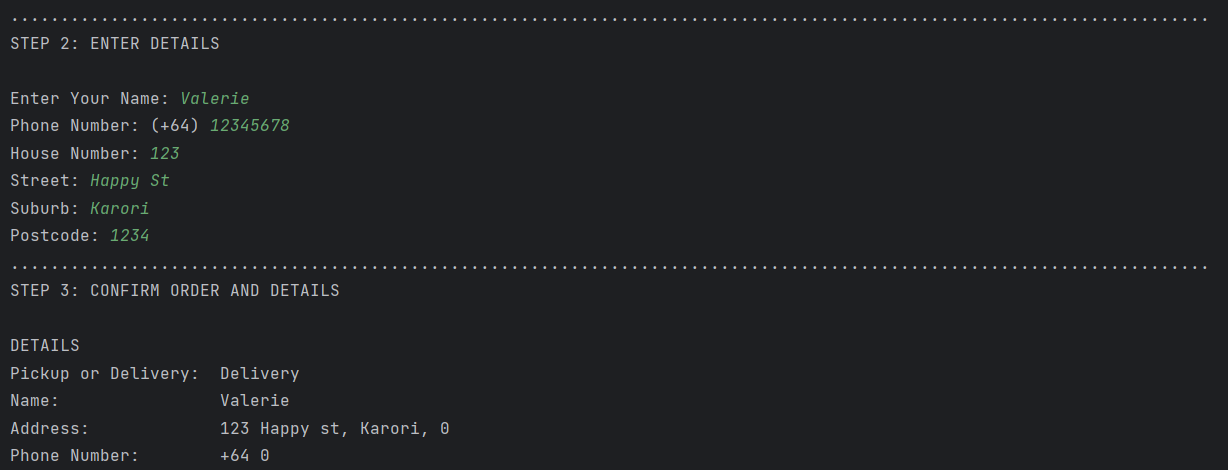 ........................................................................................................................
STEP 2: ENTER DETAILS
Enter Your Name: Valerie
Phone Number: (+64) 12345678
House Number: 123
Street: Happy St
Suburb: Karori
Postcode: 1234
........................................................................................................................
STEP 3: CONFIRM ORDER AND DETAILS
DETAILS
Pickup or Delivery:  Delivery
Name:                Valerie
Address:             123 Happy st, Karori, 0
Phone Number:        +64 0